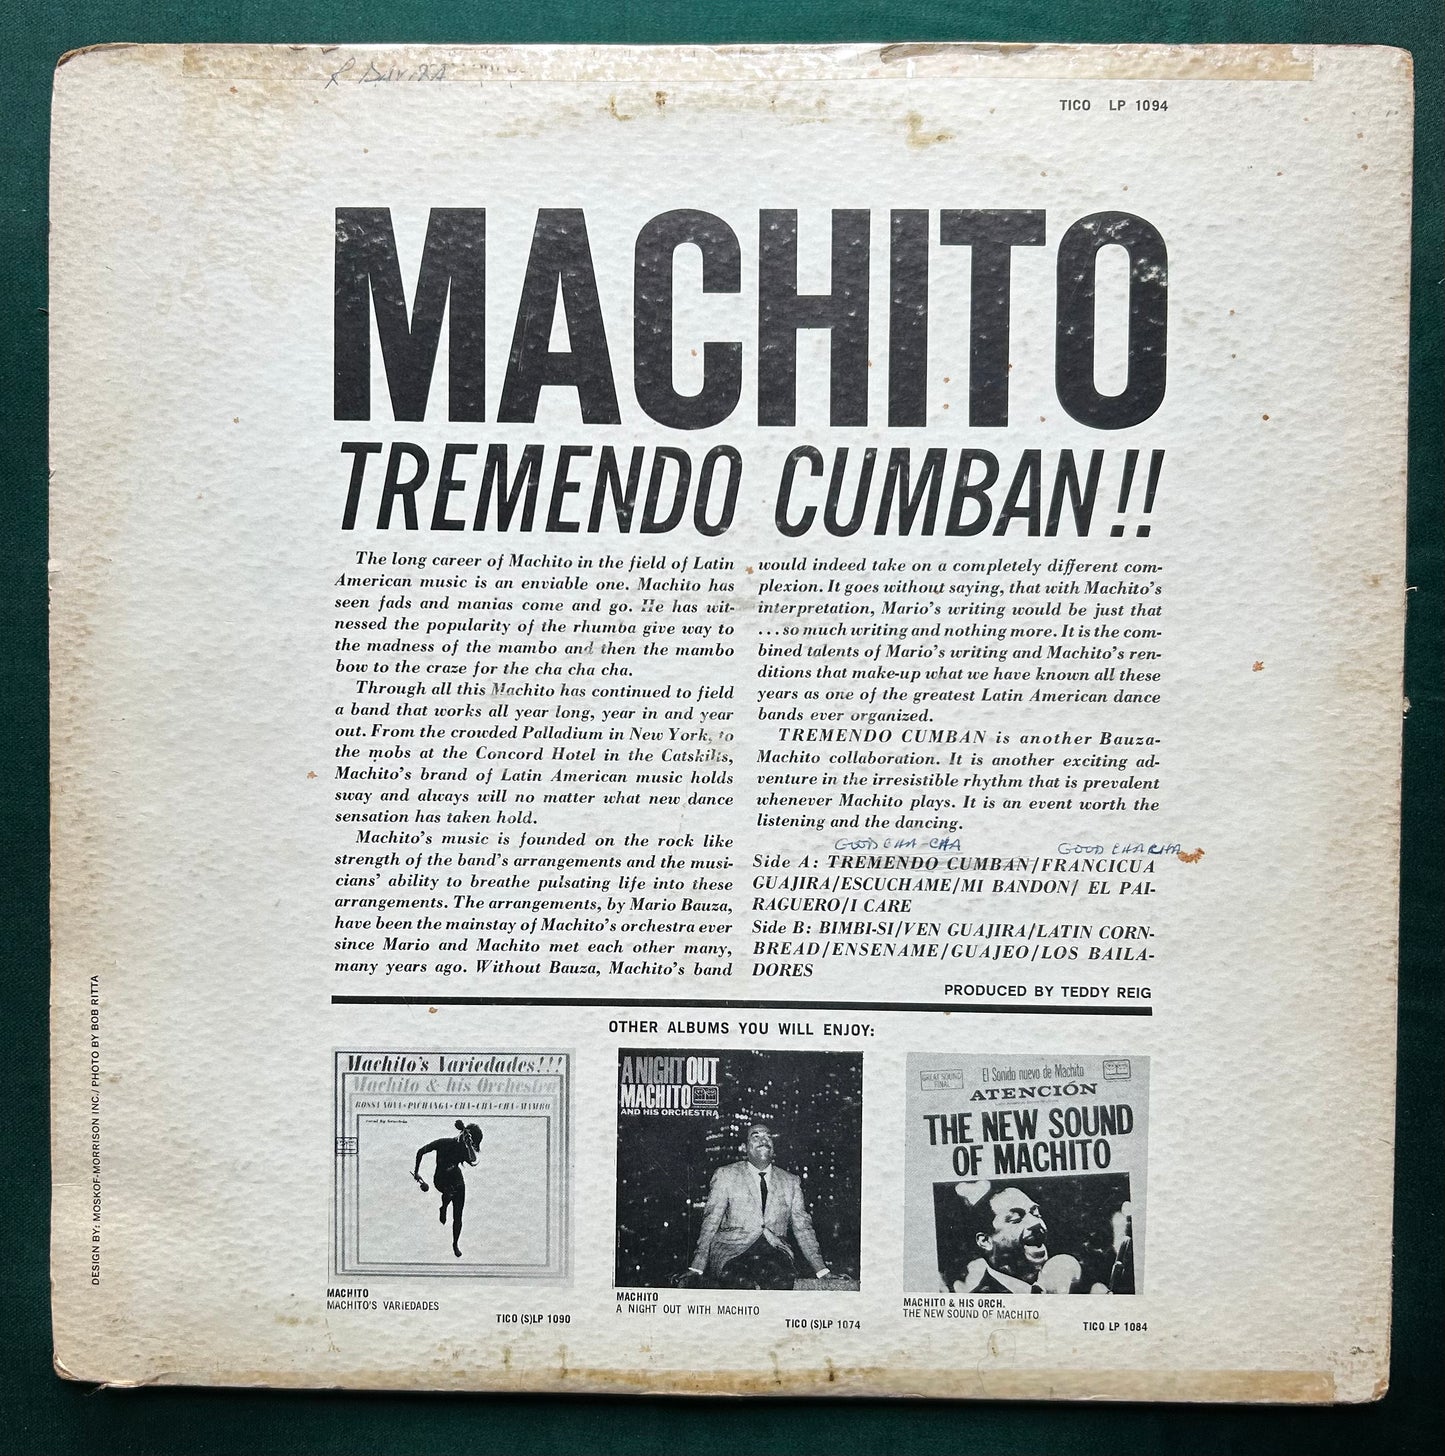 TICO LP 1094
MACHITO
TREMENDO CUMBAN!!
The long career of Machito in the field of Latin
American music is an enviable one. Machito has
seen fads and manias come and go. He has wit-
nessed the popularity of the rhumba give way to
the madness of the mambo and then the mambo
bow to the craze for the cha cha cha.
Through all this Machito has continued to field
a band that works all year long, year in and year
out. From the crowded Palladium in New York, to
the mobs at the Concord Hotel in the Catskills,
Machito's brand of Latin American music holds
sway and always will no matter what new dance
sensation has taken hold.
Machito's music is founded on the rock like
strength of the band's arrangements and the musi-
cians' ability to breathe pulsating life into these
arrangements. The arrangements, by Mario Bauza,
have been the mainstay of Machito's orchestra ever
since Mario and Machito met each other many,
many years ago. Without Bauza, Machito's band
would indeed take on a completely different com-
plexion. It goes without saying, that with Machito's
interpretation, Mario's writing would be just that
...so much writing and nothing more. It is the com-
bined talents of Mario's writing and Machito's ren-
ditions that make-up what we have known all these
years as one of the greatest Latin American dance
bands ever organized.
TREMENDO CUMBAN is another Bauza-
Machito collaboration. It is another exciting ad-
venture in the irresistible rhythm that is prevalent
whenever Machito plays. It is an event worth the
listening and the dancing.
GOOD CHA-CHA GOOD CHA CHA
Side A: TREMENDO CUMBAN/FRANCICUA
GUAJIRA/ESCUCHAME/MI BANDON/ EL PAI-
RAGUERO/I CARE
Side B: BIMBI-SI/VEN GUAJIRA/LATIN CORN-
BREAD/ENSENAME/GUAJEO/LOS BAILA-
DORES
PRODUCED BY TEDDY REIG
DESIGN BY: MOSKOF-MORRISON INC./PHOTO BY BOB RITTA
OTHER ALBUMS YOU WILL ENJOY:
Machito's Variedades!!!
Machito & his Orchestra
BOSSA NOVA • PACHANGA • CHA-CHA-CHA • MAMBO
MACHITO
MACHITO'S VARIEDADES
TICO (S)LP 1090
A NIGHT OUT
MACHITO
AND HIS ORCHESTRA
MACHITO
A NIGHT OUT WITH MACHITO
TICO (S)LP 1074
El Sonido nuevo de Machito
ATENCIÓN
THE NEW SOUND
OF MACHITO
MACHITO & HIS ORCH.
THE NEW SOUND OF MACHITO
TICO LP 1084